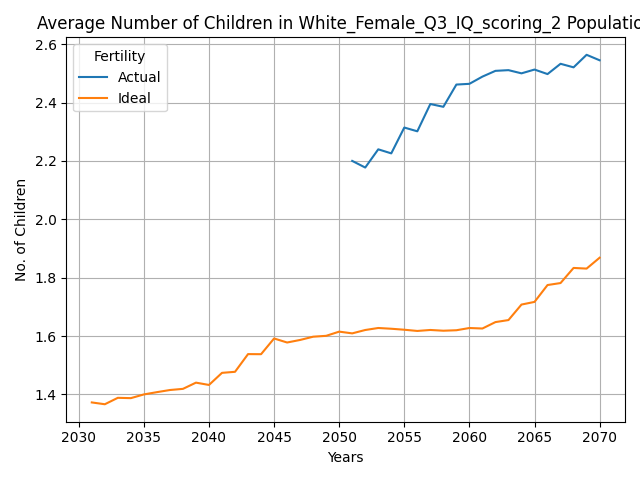 Average Number of Children in White_Female_Q3_IQ_scoring_2 Populatio
2.6
2.4
2.2
2.0
1.8
1.6
1.4
No. of Children
Fertility
Actual
Ideal
2030 2035 2040 2045 2050 2055 2060 2065 2070
Years